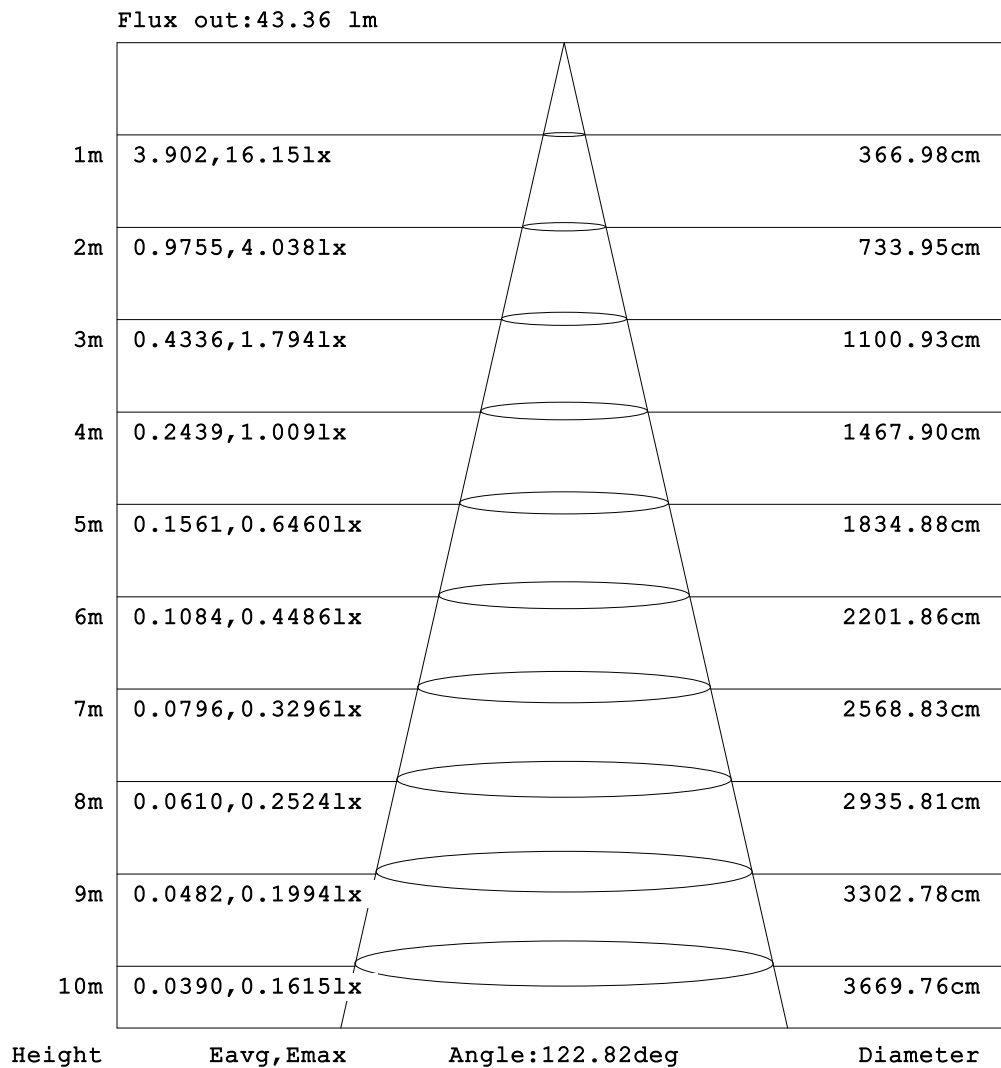 Flux out:43.36 lm
1m 3.902,16.15lx 366.98cm
2m 0.9755,4.038lx 733.95cm
3m 0.4336,1.794lx 1100.93cm
4m 0.2439,1.009lx 1467.90cm
5m 0.1561,0.6460lx 1834.88cm
6m 0.1084,0.4486lx 2201.86cm
7m 0.0796,0.3296lx 2568.83cm
8m 0.0610,0.2524lx 2935.81cm
9m 0.0482,0.1994lx 3302.78cm
10m 0.0390,0.1615lx 3669.76cm
Height Eavg,Emax Angle:122.82deg Diameter